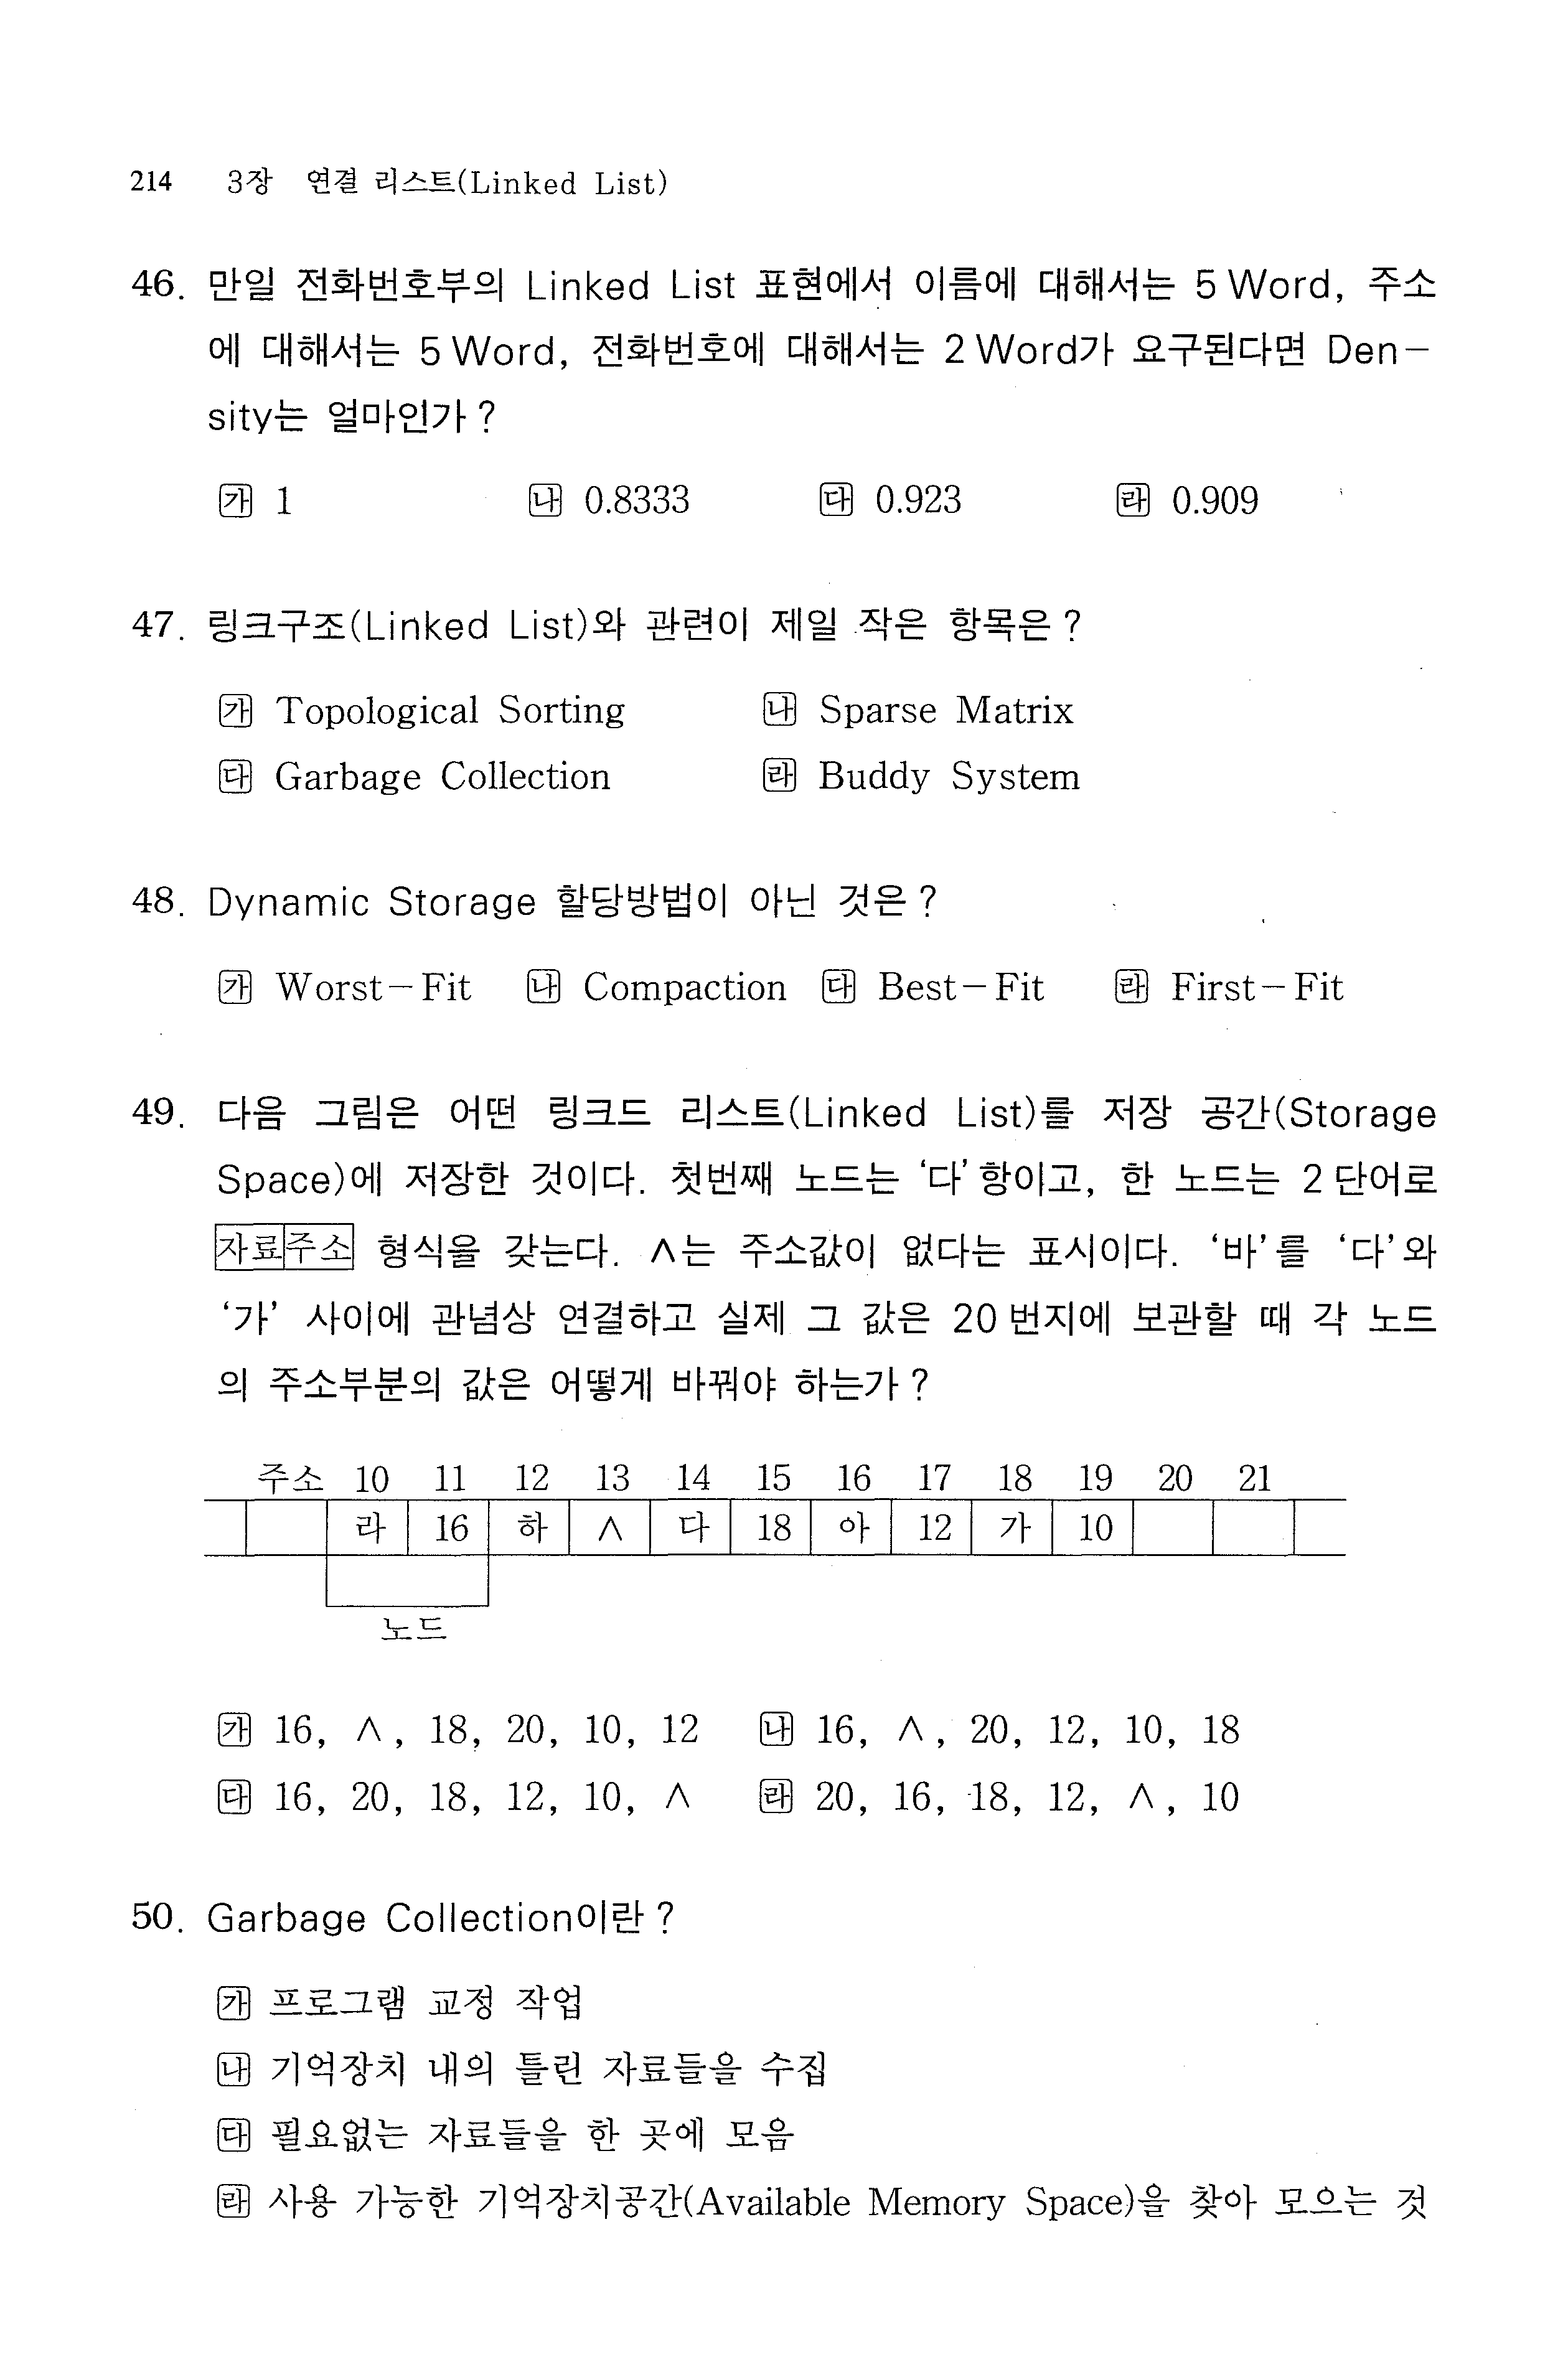 214 3장 연결 리스트(Linked List)
46. 만일 전화번호부의 Linked List 표현에서 이름에 대해서는 5 Word, 주소
에 대해서는 5 Word, 전화번호에 대해서는 2 Word가 요구된다면 Den-
sity는 얼마인가?
㉮ 1 ㉯ 0.8333 ㉰ 0.923 ㉱ 0.909
47. 링크구조(Linked List)와 관련이 제일 작은 항목은?
㉮ Topological Sorting ㉯ Sparse Matrix
㉰ Garbage Collection ㉱ Buddy System
48. Dynamic Storage 할당방법이 아닌 것은?
㉮ Worst-Fit ㉯ Compaction ㉰ Best-Fit ㉱ First-Fit
49. 다음 그림은 어떤 링크드 리스트(Linked List)를 저장 공간(Storage
Space)에 저장한 것이다. 첫번째 노드는 '다'항이고, 한 노드는 2단어로
자료 주소 형식을 갖는다. ∧는 주소값이 없다는 표시이다. '바'를 '다'와
'가' 사이에 관념상 연결하고 실제 그 값은 20번지에 보관할 때 각 노드
의 주소부분의 값은 어떻게 바꿔야 하는가?
주소 10 11 12 13 14 15 16 17 18 19 20 21
라 16 하 ∧ 다 18 아 12 가 10
노드
㉮ 16, ∧, 18, 20, 10, 12 ㉯ 16, ∧, 20, 12, 10, 18
㉰ 16, 20, 18, 12, 10, ∧ ㉱ 20, 16, 18, 12, ∧, 10
50. Garbage Collection이란?
㉮ 프로그램 교정 작업
㉯ 기억장치 내의 틀린 자료들을 수집
㉰ 필요없는 자료들을 한 곳에 모음
㉱ 사용 가능한 기억장치공간(Available Memory Space)을 찾아 모으는 것